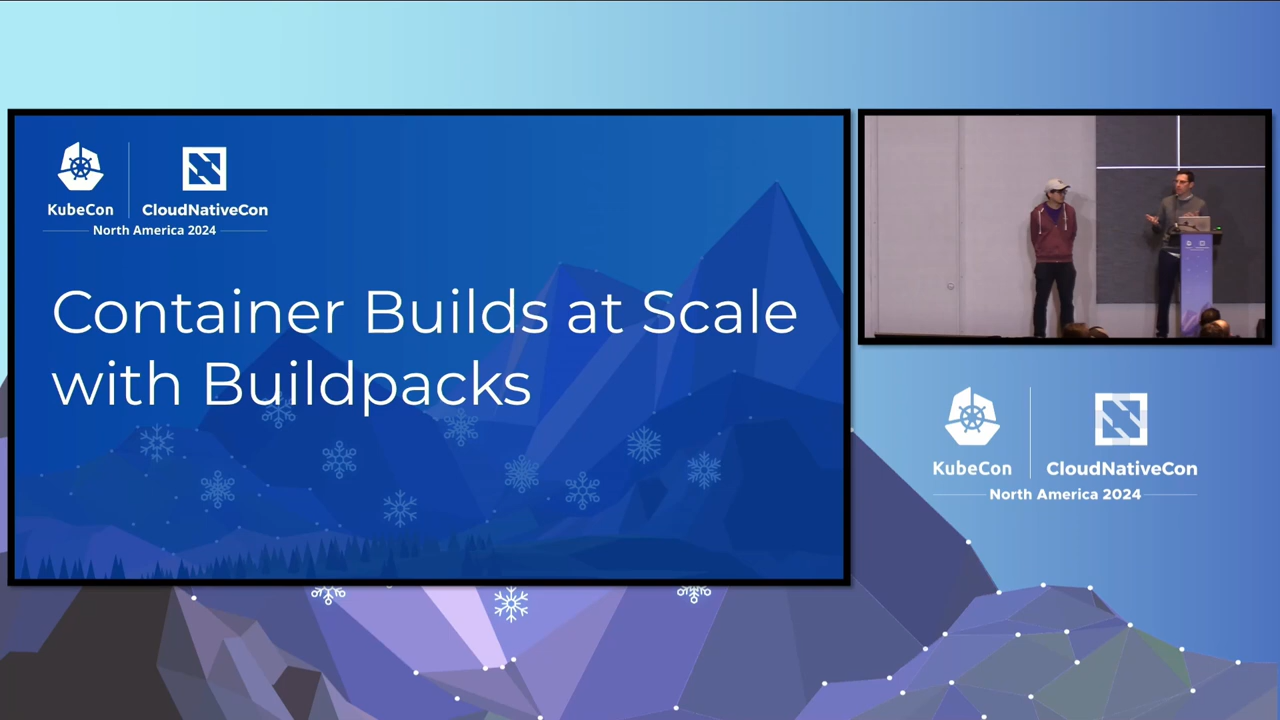 KubeCon
CloudNativeCon
North America 2024
Container Builds at Scale
with Buildpacks
KubeCon
CloudNativeCon
North America 2024